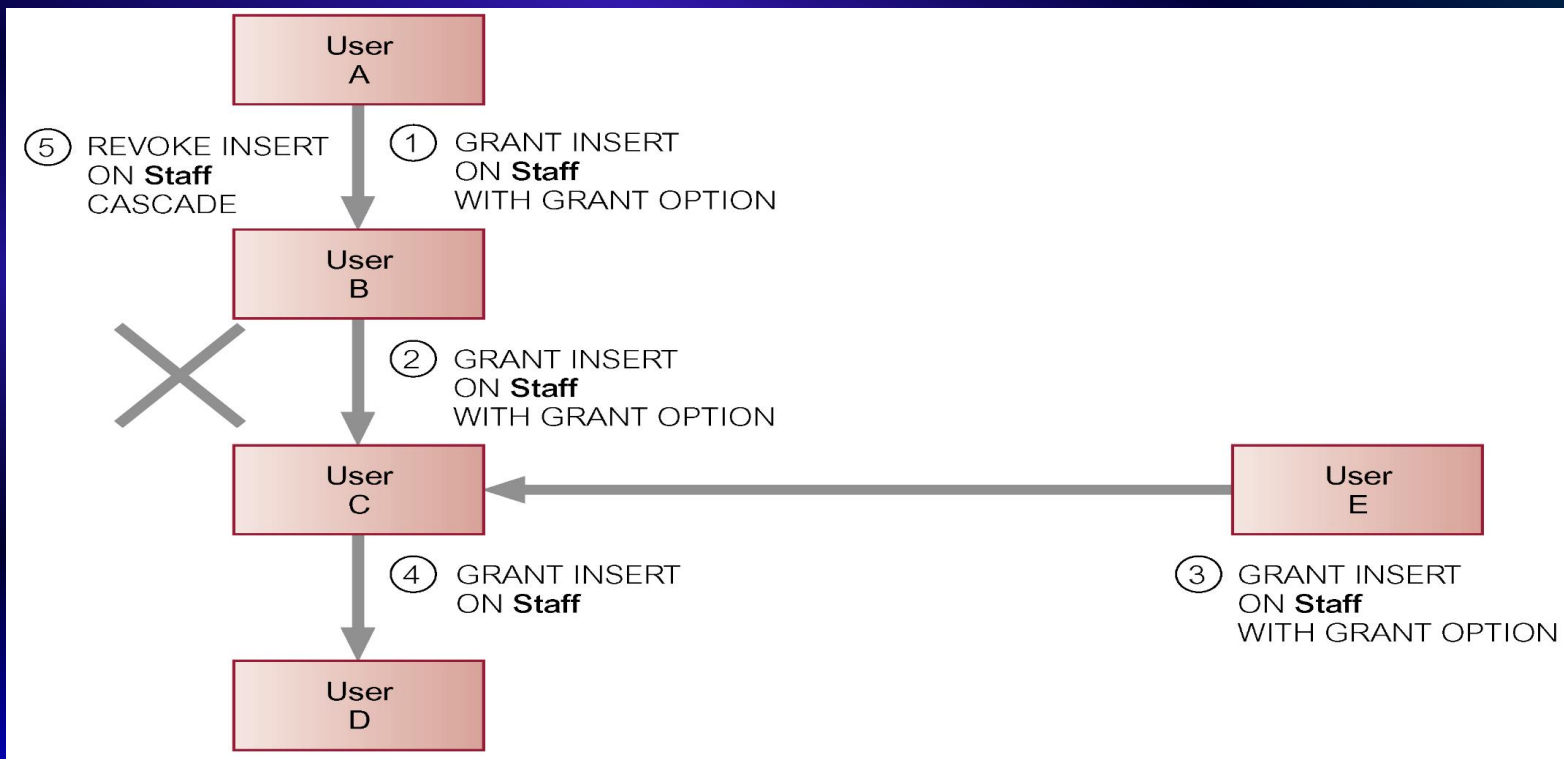 User
A
5 REVOKE INSERT
ON Staff
CASCADE
1 GRANT INSERT
ON Staff
WITH GRANT OPTION
User
B
2 GRANT INSERT
ON Staff
WITH GRANT OPTION
User
C
User
E
4 GRANT INSERT
ON Staff
3 GRANT INSERT
ON Staff
WITH GRANT OPTION
User
D